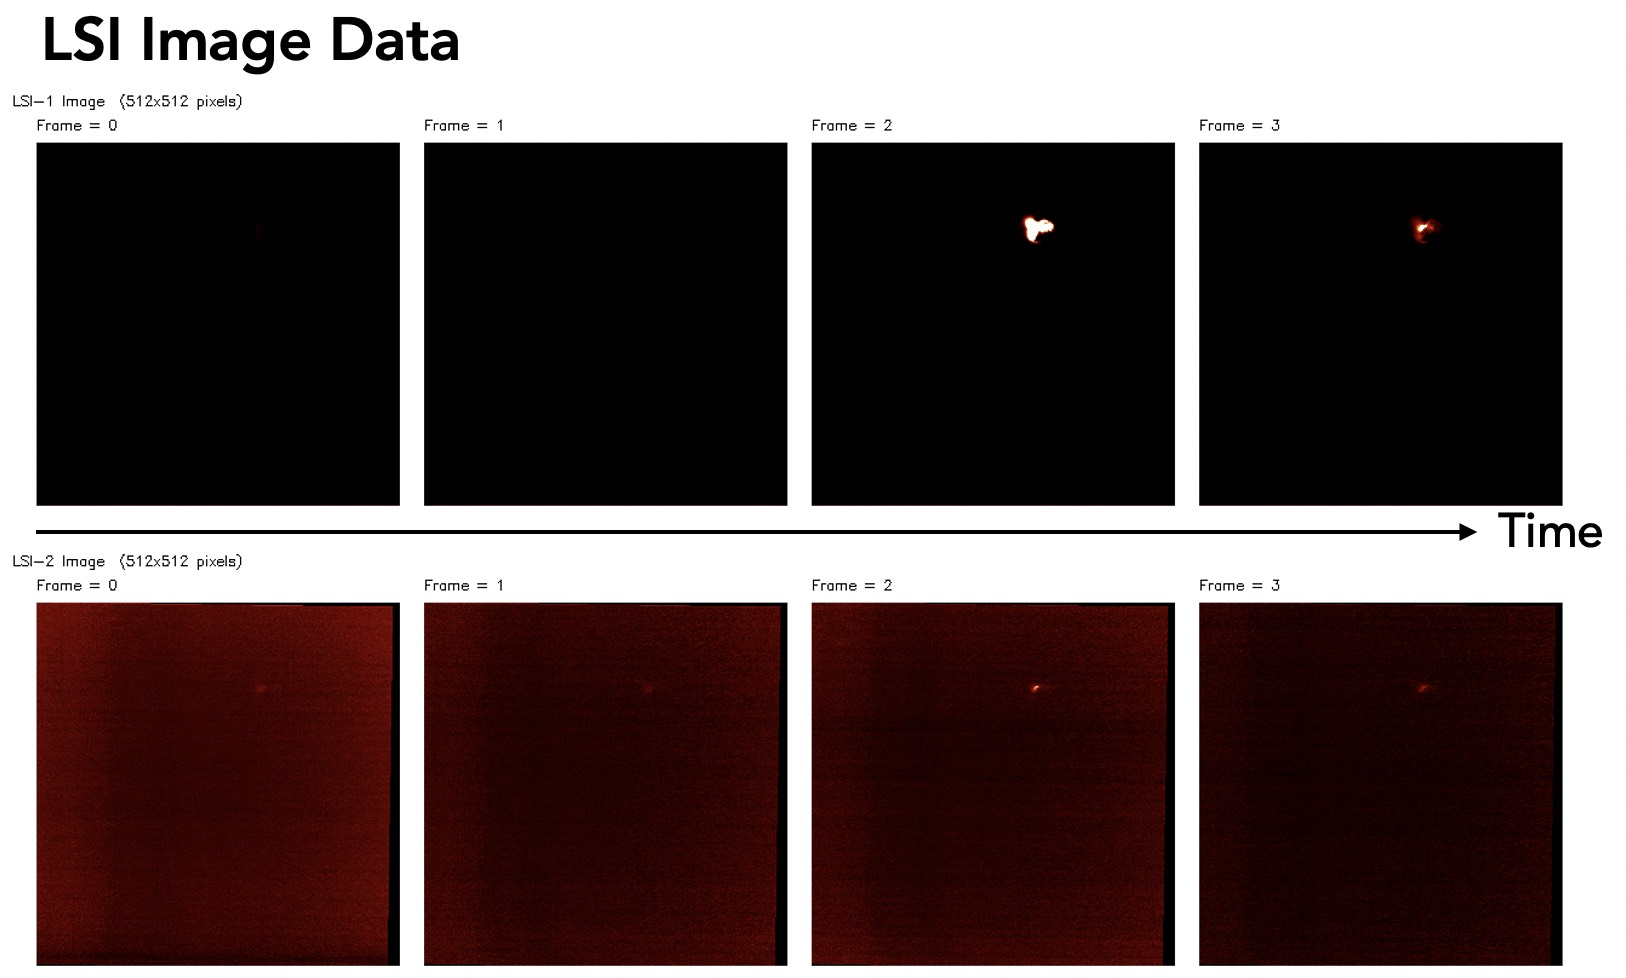 LSI Image Data
LSI-1 Image (512x512 pixels)
Frame = 0
Frame = 1
Frame = 2
Frame = 3
Time
LSI-2 Image (512x512 pixels)
Frame = 0
Frame = 1
Frame = 2
Frame = 3